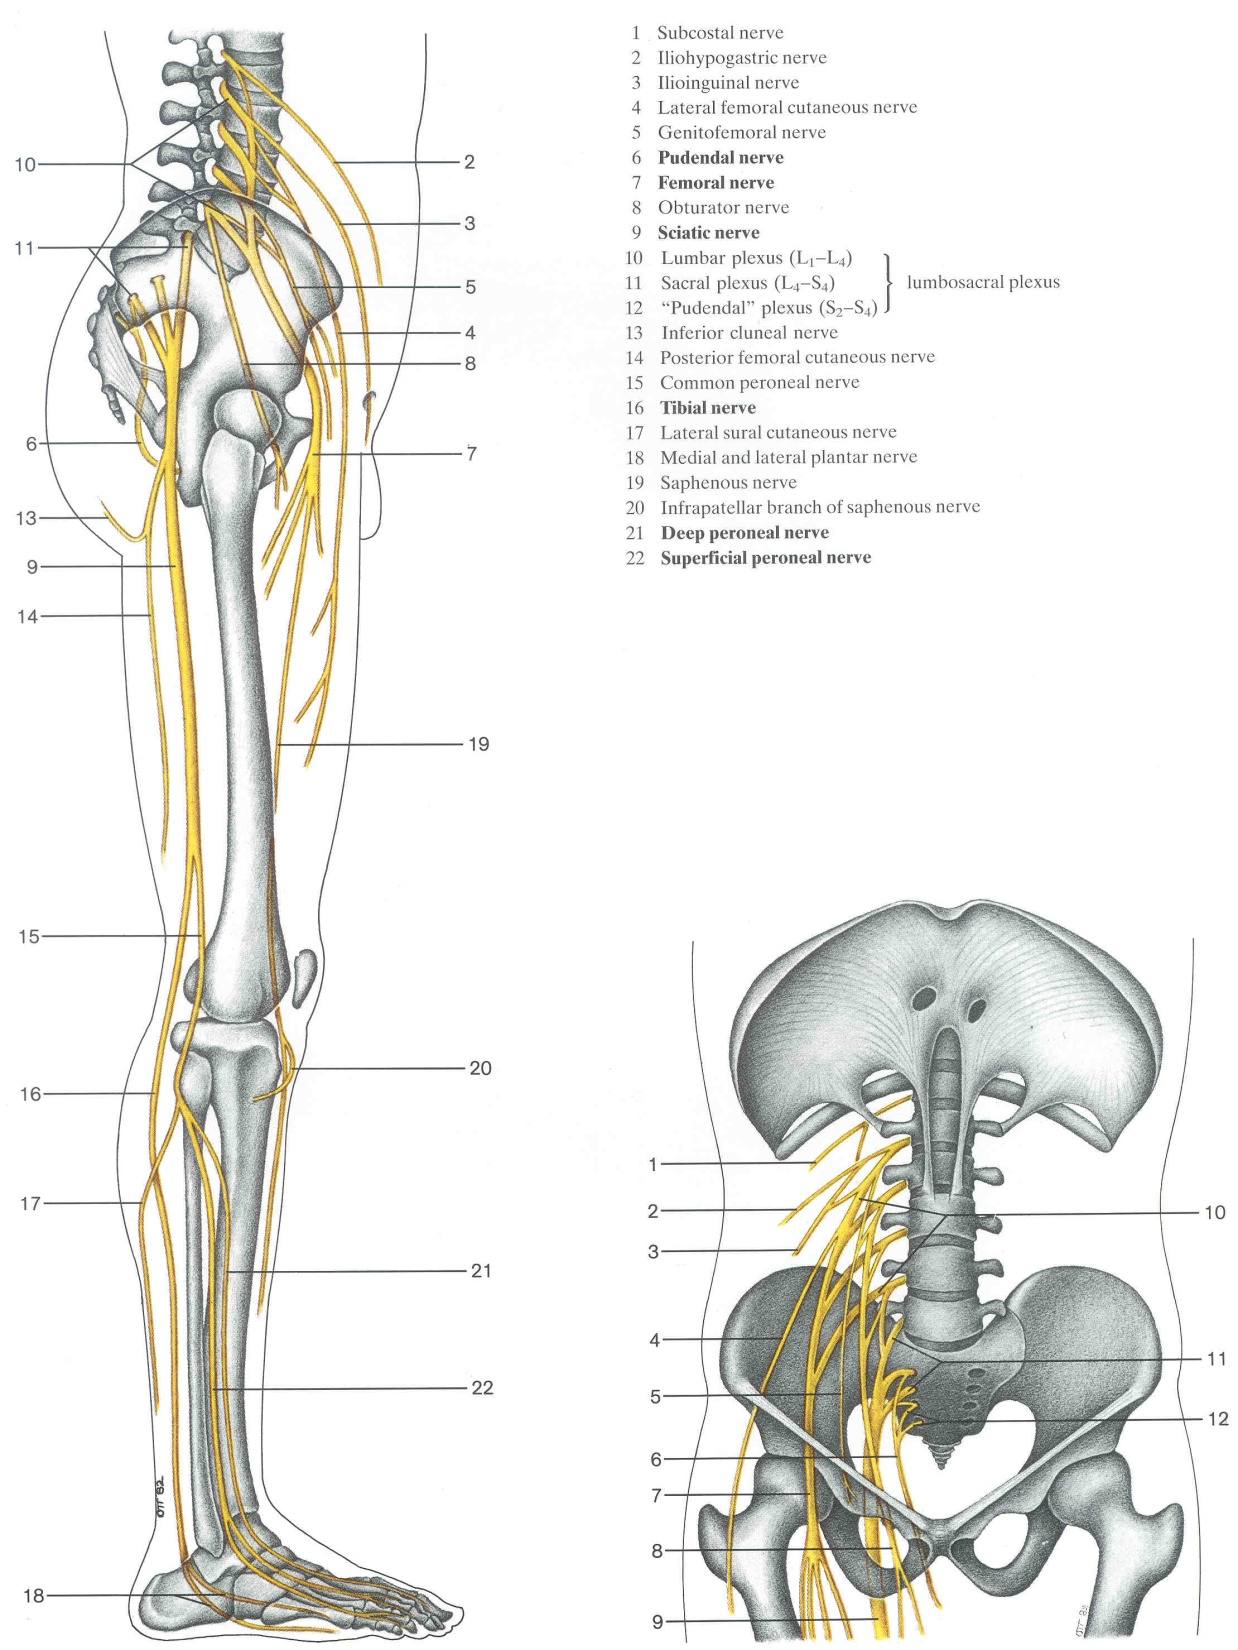 1 Subcostal nerve
2 Iliohypogastric nerve
3 Ilioinguinal nerve
4 Lateral femoral cutaneous nerve
5 Genitofemoral nerve
6 Pudendal nerve
7 Femoral nerve
8 Obturator nerve
9 Sciatic nerve
10 Lumbar plexus (L₁–L₄)
11 Sacral plexus (L₄–S₄)
lumbosacral plexus
12 “Pudendal” plexus (S₂–S₄)
13 Inferior cluneal nerve
14 Posterior femoral cutaneous nerve
15 Common peroneal nerve
16 Tibial nerve
17 Lateral sural cutaneous nerve
18 Medial and lateral plantar nerve
19 Saphenous nerve
20 Infrapatellar branch of saphenous nerve
21 Deep peroneal nerve
22 Superficial peroneal nerve
10
2
3
11
5
4
8
6
7
13
9
14
19
15
20
16
17
21
22
OTT 82
18
1
2
10
3
4
11
5
12
6
7
8
9